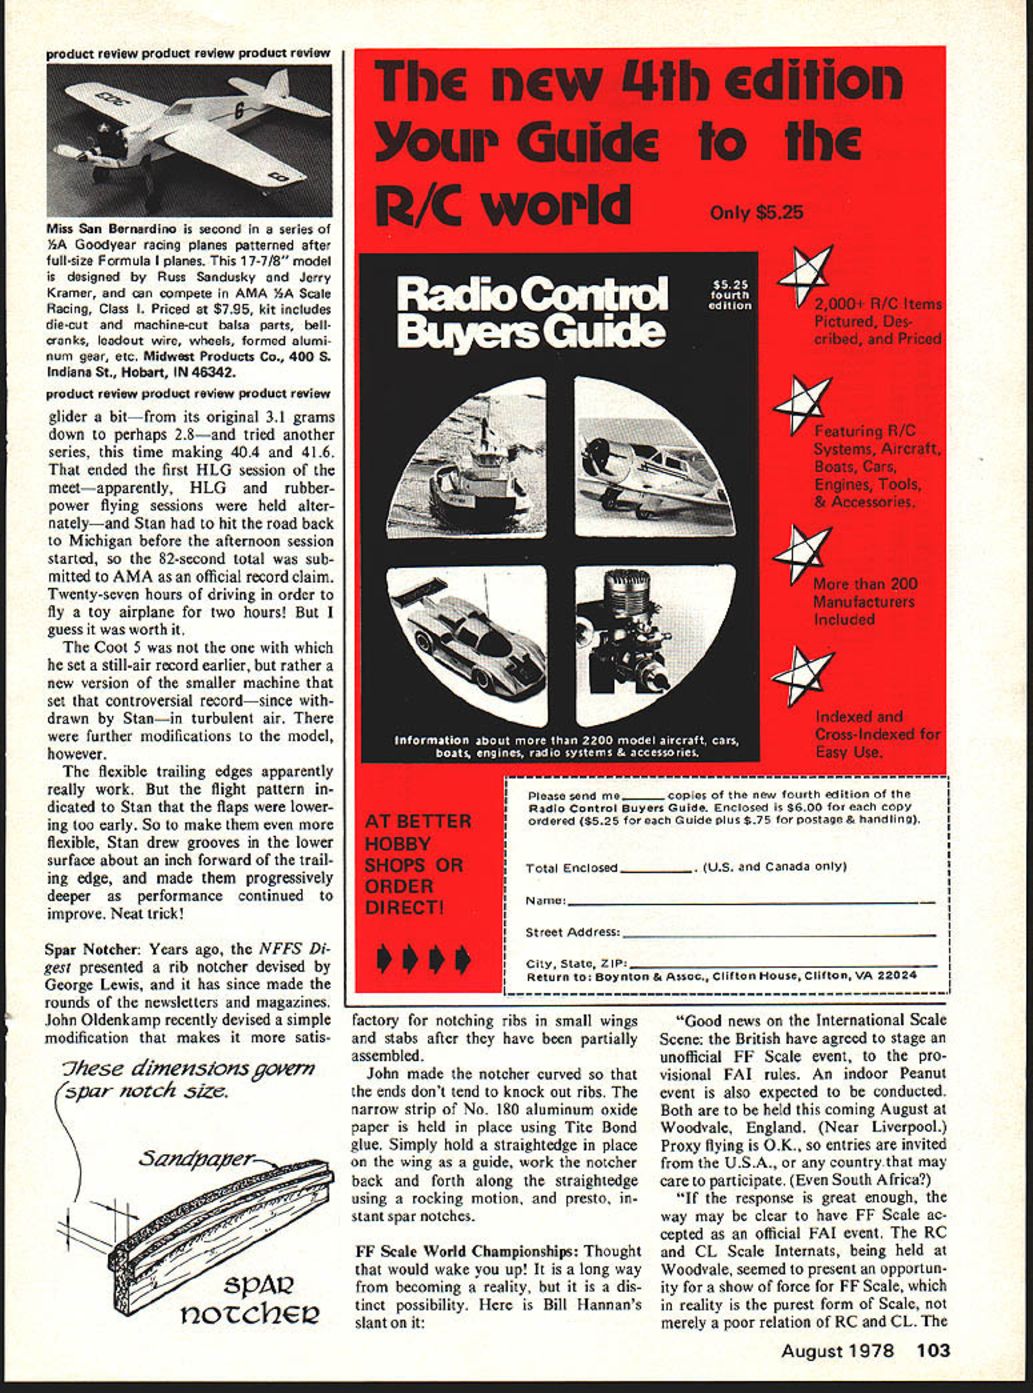 product review product review product review
303
6
9
Miss San Bernardino is second in a series of
½A Goodyear racing planes patterned after
full-size Formula I planes. This 17-7/8" model
is designed by Russ Sandusky and Jerry
Kramer, and can compete in AMA ½A Scale
Racing, Class I. Priced at $7.95, kit includes
die-cut and machine-cut balsa parts, bell-
cranks, leadout wire, wheels, formed alumi-
num gear, etc. Midwest Products Co., 400 S.
Indiana St., Hobart, IN 46342.
product review product review product review
glider a bit—from its original 3.1 grams
down to perhaps 2.8—and tried another
series, this time making 40.4 and 41.6.
That ended the first HLG session of the
meet—apparently, HLG and rubber-
power flying sessions were held alter-
nately—and Stan had to hit the road back
to Michigan before the afternoon session
started, so the 82-second total was sub-
mitted to AMA as an official record claim.
Twenty-seven hours of driving in order to
fly a toy airplane for two hours! But I
guess it was worth it.
The Coot 5 was not the one with which
he set a still-air record earlier, but rather a
new version of the smaller machine that
set that controversial record—since with-
drawn by Stan—in turbulent air. There
were further modifications to the model,
however.
The flexible trailing edges apparently
really work. But the flight pattern in-
dicated to Stan that the flaps were lower-
ing too early. So to make them even more
flexible, Stan drew grooves in the lower
surface about an inch forward of the trail-
ing edge, and made them progressively
deeper as performance continued to
improve. Neat trick!
Spar Notcher: Years ago, the NFFS Di-
gest presented a rib notcher devised by
George Lewis, and it has since made the
rounds of the newsletters and magazines.
John Oldenkamp recently devised a simple
modification that makes it more satis-
These dimensions govern
spar notch size.
Sandpaper
SPAR
NOTCHER
The new 4th edition
Your Guide to the
R/C world
Only $5.25
Radio Control
Buyers Guide
$5.25
fourth
edition
Information about more than 2200 model aircraft, cars,
boats, engines, radio systems & accessories.
2,000+ R/C Items
Pictured, Des-
cribed, and Priced
Featuring R/C
Systems, Aircraft,
Boats, Cars,
Engines, Tools,
& Accessories.
More than 200
Manufacturers
Included
Indexed and
Cross-Indexed for
Easy Use.
AT BETTER
HOBBY
SHOPS OR
ORDER
DIRECT!
Please send me______ copies of the new fourth edition of the
Radio Control Buyers Guide. Enclosed is $6.00 for each copy
ordered ($5.25 for each Guide plus $.75 for postage & handling).
Total Enclosed__________. (U.S. and Canada only)
Name:
Street Address:
City, State, ZIP:
Return to: Boynton & Assoc., Clifton House, Clifton, VA 22024
factory for notching ribs in small wings
and stabs after they have been partially
assembled.
John made the notcher curved so that
the ends don't tend to knock out ribs. The
narrow strip of No. 180 aluminum oxide
paper is held in place using Tite Bond
glue. Simply hold a straightedge in place
on the wing as a guide, work the notcher
back and forth along the straightedge
using a rocking motion, and presto, in-
stant spar notches.
FF Scale World Championships: Thought
that would wake you up! It is a long way
from becoming a reality, but it is a dis-
tinct possibility. Here is Bill Hannan's
slant on it:
"Good news on the International Scale
Scene: the British have agreed to stage an
unofficial FF Scale event, to the pro-
visional FAI rules. An indoor Peanut
event is also expected to be conducted.
Both are to be held this coming August at
Woodvale, England. (Near Liverpool.)
Proxy flying is O.K., so entries are invited
from the U.S.A., or any country that may
care to participate. (Even South Africa?)
"If the response is great enough, the
way may be clear to have FF Scale ac-
cepted as an official FAI event. The RC
and CL Scale Internats, being held at
Woodvale, seemed to present an opportun-
ity for a show of force for FF Scale, which
in reality is the purest form of Scale, not
merely a poor relation of RC and CL. The
August 1978 103